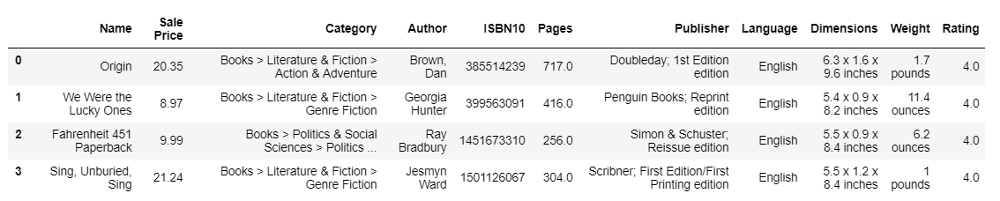 Name Sale Price Category Author ISBN10 Pages Publisher Language Dimensions Weight Rating
0 Origin 20.35 Books > Literature & Fiction > Action & Adventure Brown, Dan 385514239 717.0 Doubleday; 1st Edition edition English 6.3 x 1.6 x 9.6 inches 1.7 pounds 4.0
1 We Were the Lucky Ones 8.97 Books > Literature & Fiction > Genre Fiction Georgia Hunter 399563091 416.0 Penguin Books; Reprint edition English 5.4 x 0.9 x 8.2 inches 11.4 ounces 4.0
2 Fahrenheit 451 Paperback 9.99 Books > Politics & Social Sciences > Politics ... Ray Bradbury 1451673310 256.0 Simon & Schuster; Reissue edition English 5.5 x 0.9 x 8.4 inches 6.2 ounces 4.0
3 Sing, Unburied, Sing 21.24 Books > Literature & Fiction > Genre Fiction Jesmyn Ward 1501126067 304.0 Scribner; First Edition/First Printing edition English 5.5 x 1.2 x 8.4 inches 1 pounds 4.0